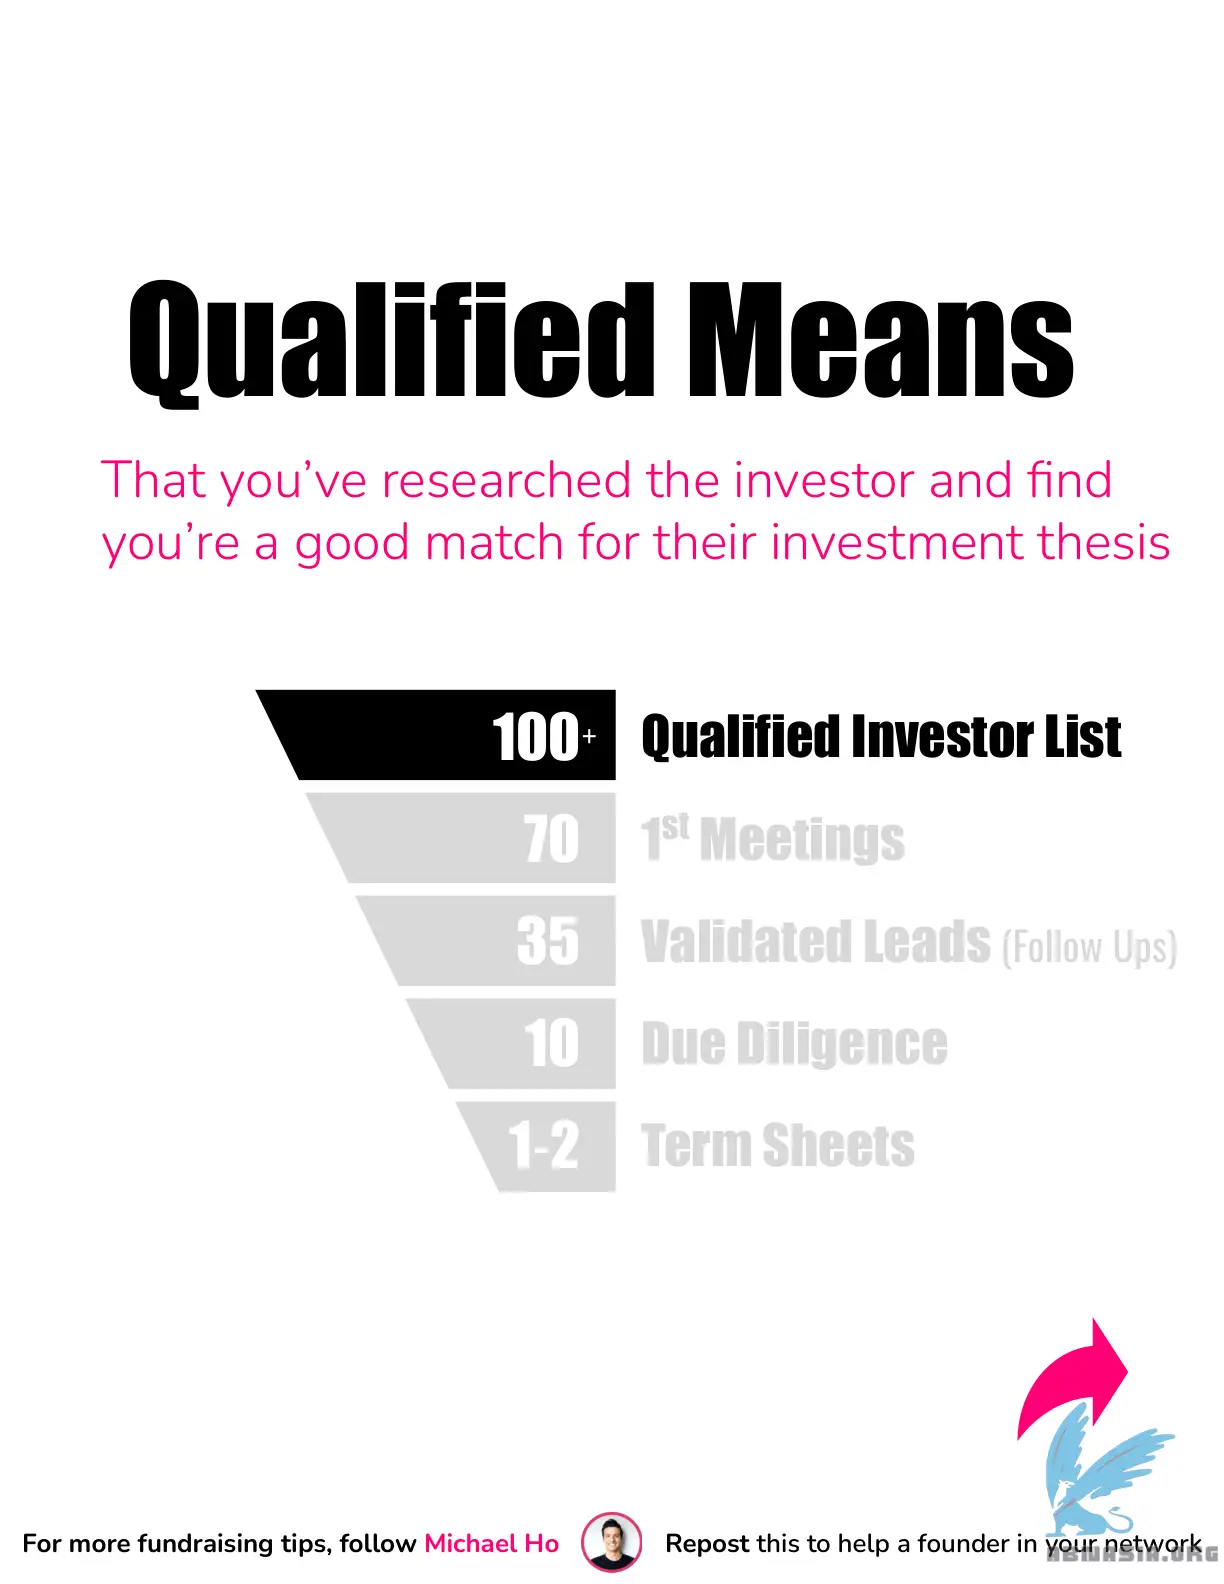 Qualified Means
That you’ve researched the investor and find
you’re a good match for their investment thesis
100+ Qualified Investor List
70 1st Meetings
35 Validated Leads (Follow Ups)
10 Due Diligence
1-2 Term Sheets
For more fundraising tips, follow Michael Ho
Repost this to help a founder in your network
ABWASIA.ORG